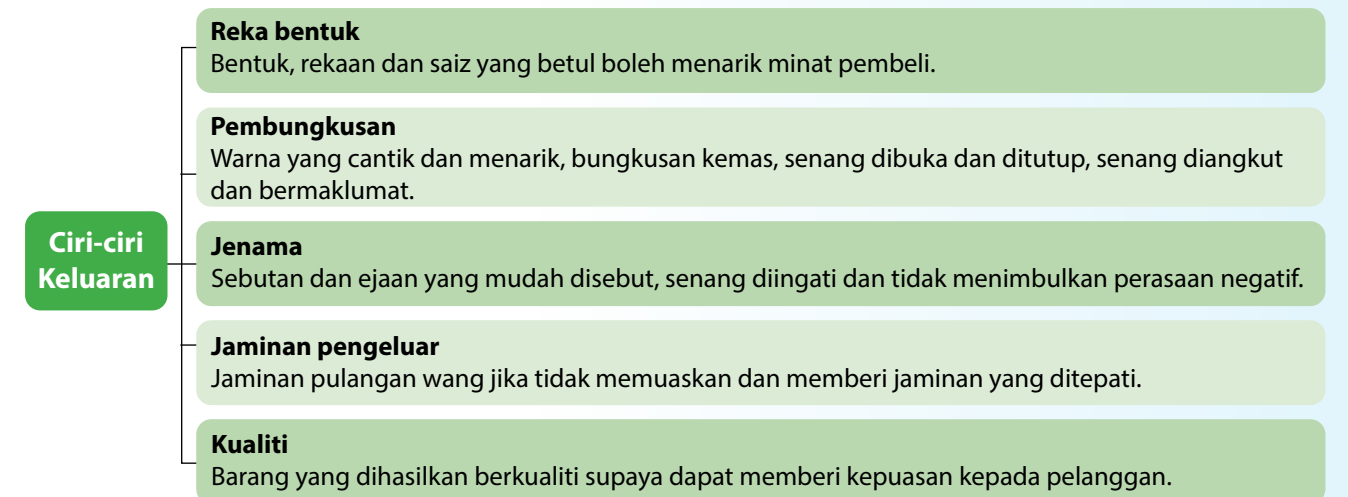 Reka bentuk
Bentuk, rekaan dan saiz yang betul boleh menarik minat pembeli.
Pembungkusan
Warna yang cantik dan menarik, bungkusan kemas, senang dibuka dan ditutup, senang diangkut
dan bermaklumat.
Ciri-ciri
Keluaran
Jenama
Sebutan dan ejaan yang mudah disebut, senang diingati dan tidak menimbulkan perasaan negatif.
Jaminan pengeluar
Jaminan pulangan wang jika tidak memuaskan dan memberi jaminan yang ditepati.
Kualiti
Barang yang dihasilkan berkualiti supaya dapat memberi kepuasan kepada pelanggan.